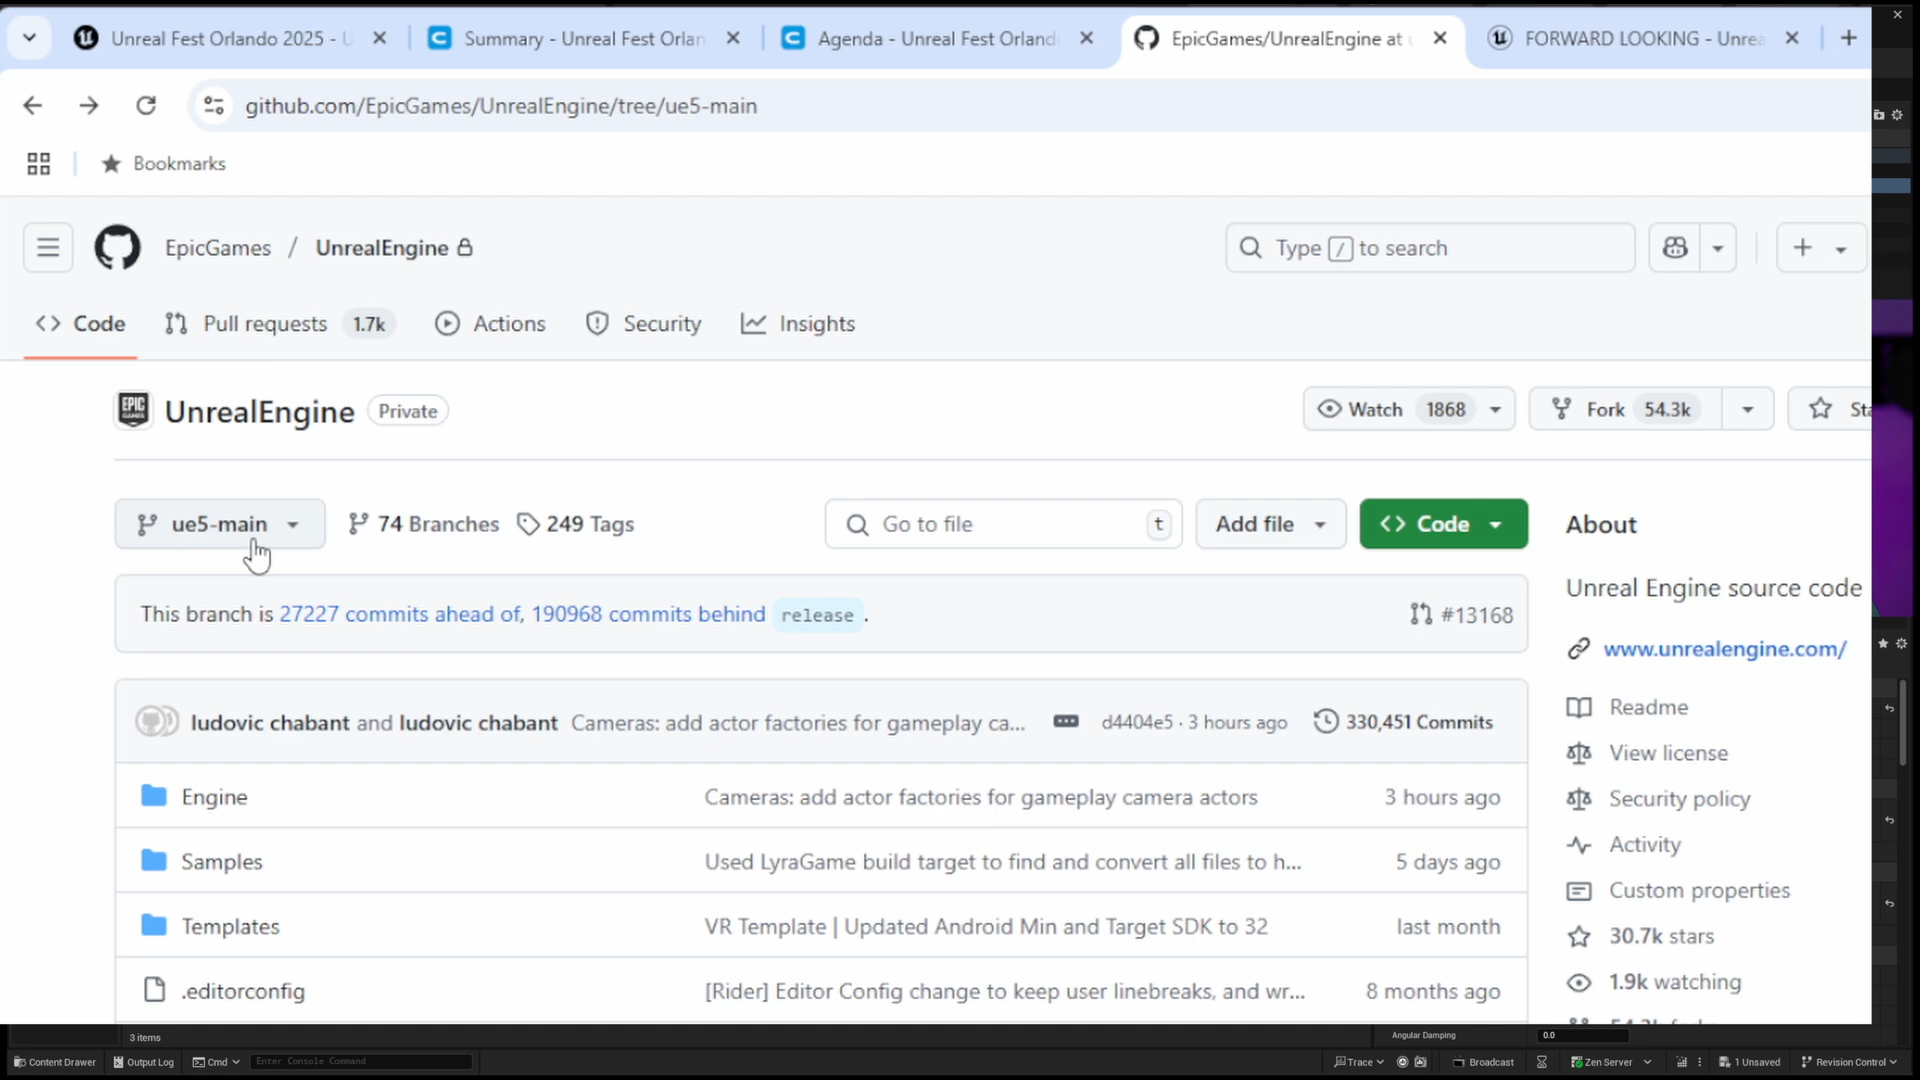 Unreal Fest Orlando 2025 - U
Summary - Unreal Fest Orlan
Agenda - Unreal Fest Orland
EpicGames/UnrealEngine at u
FORWARD LOOKING - Unrea
github.com/EpicGames/UnrealEngine/tree/ue5-main
Bookmarks
EpicGames / UnrealEngine
Type / to search
Code
Pull requests 1.7k
Actions
Security
Insights
EPIC GAMES
UnrealEngine Private
Watch 1868
Fork 54.3k
Sta
ue5-main
74 Branches
249 Tags
Go to file t
Add file
Code
About
This branch is 27227 commits ahead of, 190968 commits behind release .
#13168
Unreal Engine source code
www.unrealengine.com/
ludovic chabant and ludovic chabant Cameras: add actor factories for gameplay ca... d4404e5 · 3 hours ago 330,451 Commits
Readme
View license
Security policy
Activity
Custom properties
30.7k stars
1.9k watching
Engine Cameras: add actor factories for gameplay camera actors 3 hours ago
Samples Used LyraGame build target to find and convert all files to h... 5 days ago
Templates VR Template | Updated Android Min and Target SDK to 32 last month
.editorconfig [Rider] Editor Config change to keep user linebreaks, and wr... 8 months ago
3 items
Angular Damping 0.0
Content Drawer
Output Log
Cmd
Enter Console Command
Trace
Broadcast
Zen Server
1 Unsaved
Revision Control